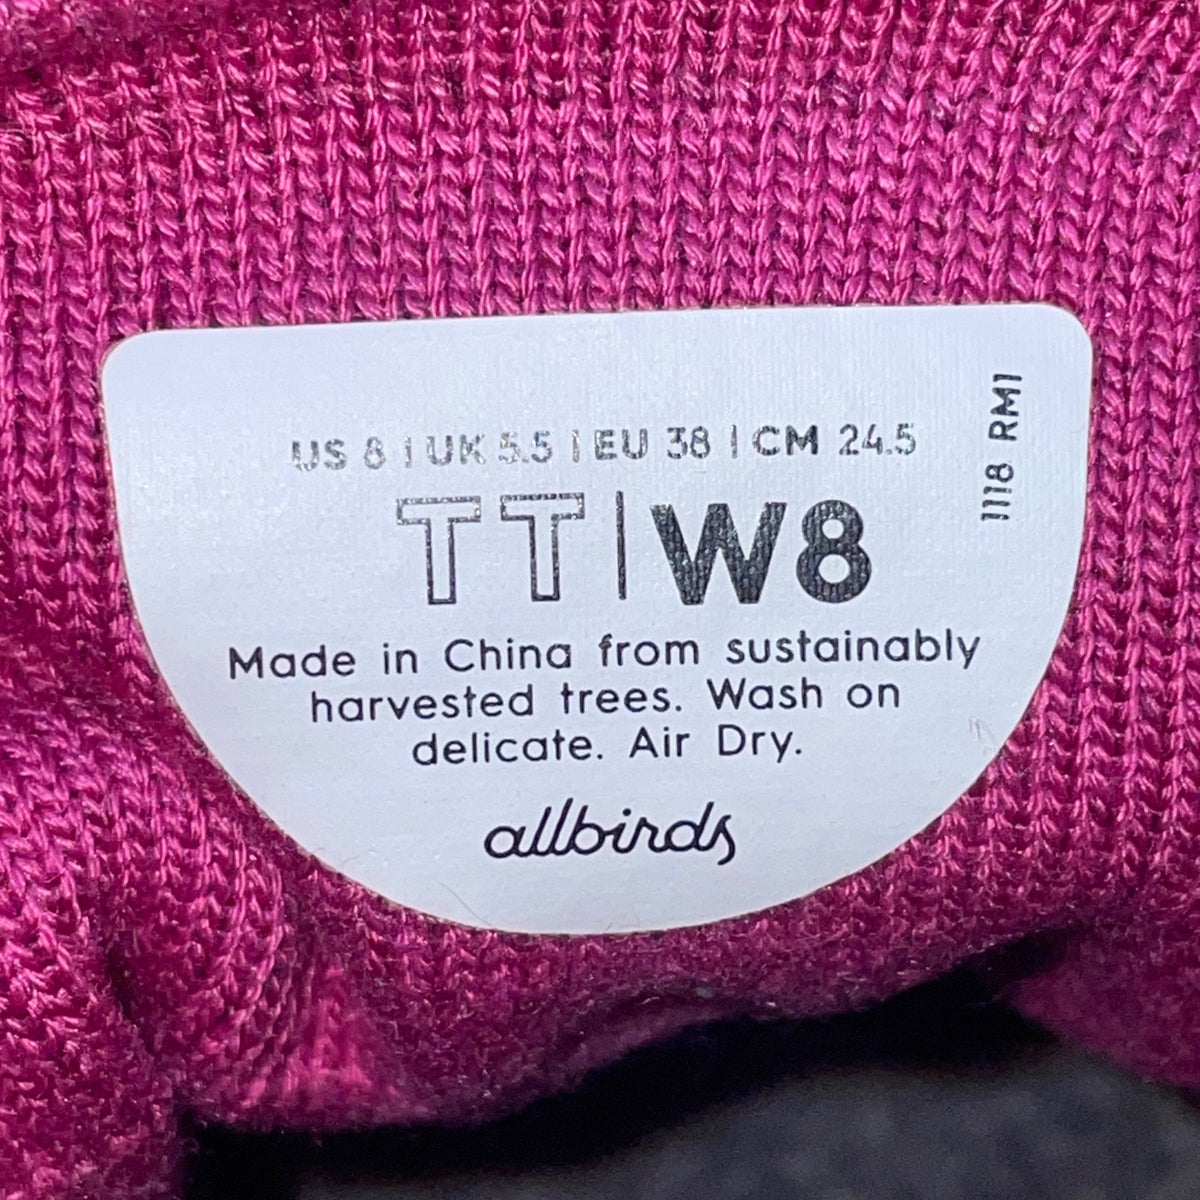 US 8 | UK 5.5 | EU 38 | CM 24.5
1118 RM1
TT | W8
Made in China from sustainably
harvested trees. Wash on
delicate. Air Dry.
allbirds